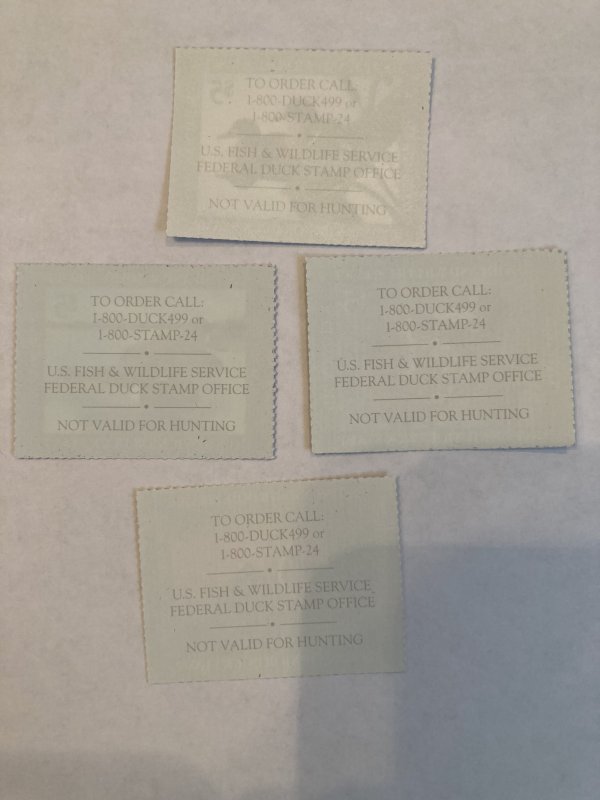 TO ORDER CALL:
1-800-DUCK499 or
1-800-STAMP-24
U.S. FISH & WILDLIFE SERVICE
FEDERAL DUCK STAMP OFFICE
NOT VALID FOR HUNTING
TO ORDER CALL:
1-800-DUCK499 or
1-800-STAMP-24
U.S. FISH & WILDLIFE SERVICE
FEDERAL DUCK STAMP OFFICE
NOT VALID FOR HUNTING
TO ORDER CALL:
1-800-DUCK499 or
1-800-STAMP-24
U.S. FISH & WILDLIFE SERVICE
FEDERAL DUCK STAMP OFFICE
NOT VALID FOR HUNTING
TO ORDER CALL:
1-800-DUCK499 or
1-800-STAMP-24
U.S. FISH & WILDLIFE SERVICE
FEDERAL DUCK STAMP OFFICE
NOT VALID FOR HUNTING